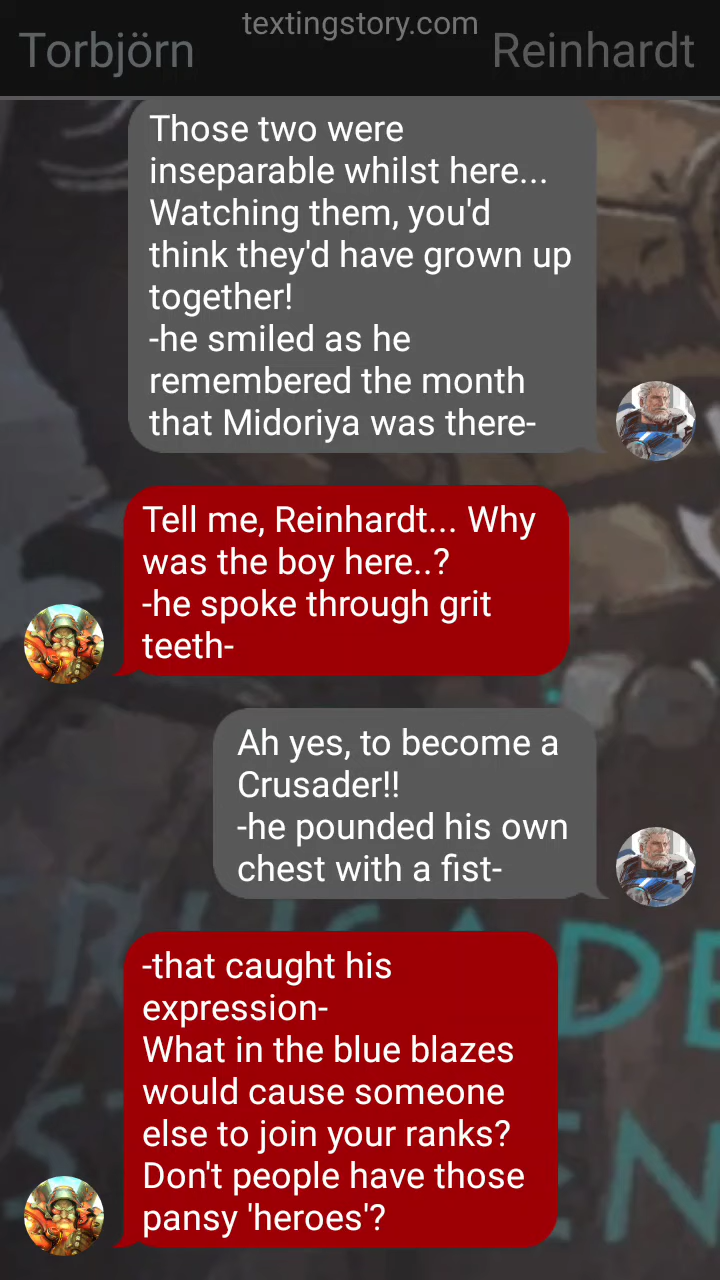 textingstory.com
Torbjörn
Reinhardt
Those two were
inseparable whilst here...
Watching them, you'd
think they'd have grown up
together!
-he smiled as he
remembered the month
that Midoriya was there-
Tell me, Reinhardt... Why
was the boy here..?
-he spoke through grit
teeth-
Ah yes, to become a
Crusader!!
-he pounded his own
chest with a fist-
-that caught his
expression-
What in the blue blazes
would cause someone
else to join your ranks?
Don't people have those
pansy 'heroes'?